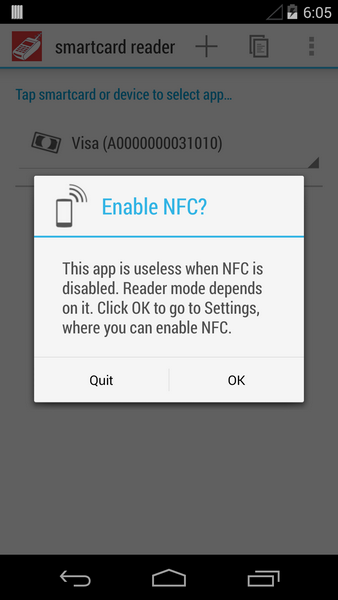 6:05
smartcard reader
Tap smartcard or device to select app...
Visa (A0000000031010)
Enable NFC?
This app is useless when NFC is
disabled. Reader mode depends
on it. Click OK to go to Settings,
where you can enable NFC.
Quit OK